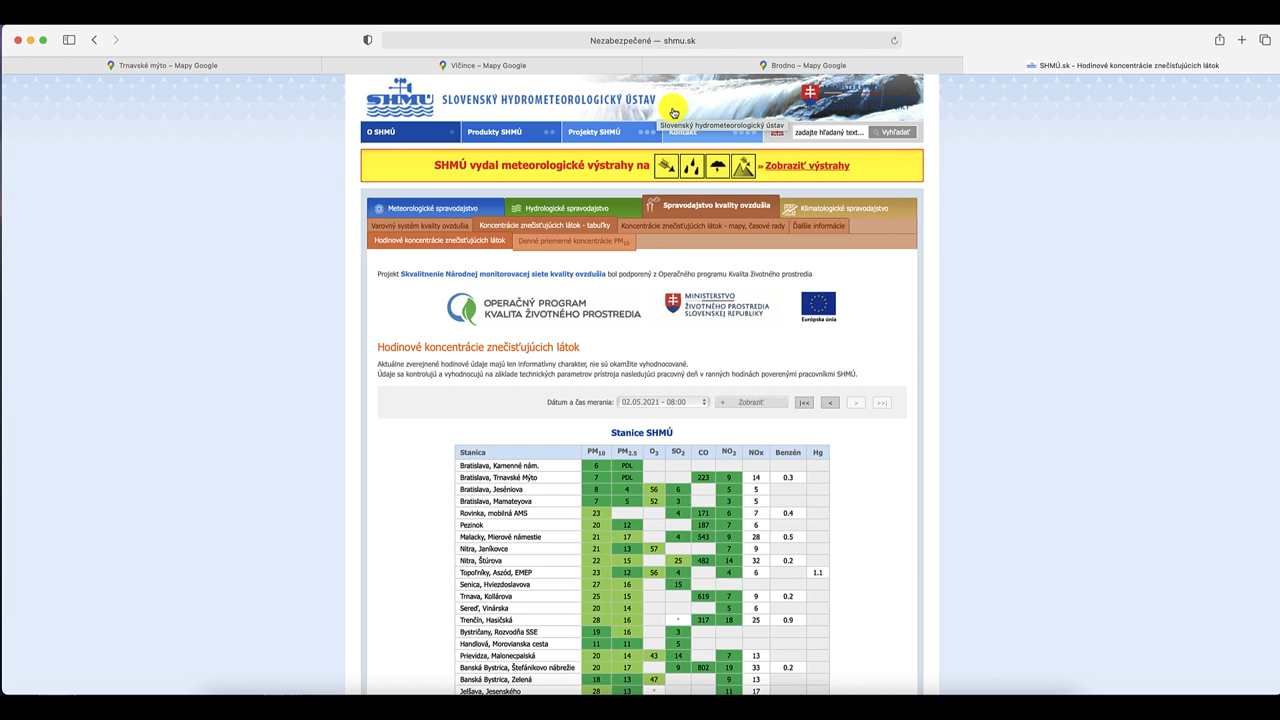 Nezabezpečené — shmu.sk
Trnavské mýto – Mapy Google
Vlčince – Mapy Google
Brodno – Mapy Google
SHMÚ.sk - Hodinové koncentrácie znečisťujúcich látok
SHMÚ SLOVENSKÝ HYDROMETEOROLOGICKÝ ÚSTAV
Slovenský hydrometeorologický ústav
O SHMÚ Produkty SHMÚ Projekty SHMÚ Kontakt zadajte hľadaný text... Vyhľadať
SHMÚ vydal meteorologické výstrahy na » Zobraziť výstrahy
Meteorologické spravodajstvo Hydrologické spravodajstvo Spravodajstvo kvality ovzdušia Klimatologické spravodajstvo
Varovný systém kvality ovzdušia Koncentrácie znečisťujúcich látok - tabuľky Koncentrácie znečisťujúcich látok - mapy, časové rady Ďalšie informácie
Hodinové koncentrácie znečisťujúcich látok Denné priemerné koncentrácie PM10
Projekt Skvalitnenie Národnej monitorovacej siete kvality ovzdušia bol podporený z Operačného programu Kvalita životného prostredia
OPERAČNÝ PROGRAM
KVALITA ŽIVOTNÉHO PROSTREDIA
MINISTERSTVO
ŽIVOTNÉHO PROSTREDIA
SLOVENSKEJ REPUBLIKY
Európska únia
Hodinové koncentrácie znečisťujúcich látok
Aktuálne zverejnené hodinové údaje majú len informatívny charakter, nie sú okamžite vyhodnocované.
Údaje sa kontrolujú a vyhodnocujú na základe technických parametrov prístroja nasledujúci pracovný deň v ranných hodinách poverenými pracovníkmi SHMÚ.
Dátum a čas merania: 02.05.2021 - 08:00 + Zobraziť |<< < > >>|
Stanice SHMÚ
Stanica PM10 PM2.5 O3 SO2 CO NO2 NOx Benzén Hg
Bratislava, Kamenné nám. 6 PDL
Bratislava, Trnavské Mýto 7 PDL 223 9 14 0.3
Bratislava, Jeséniova 8 4 56 6 5 5
Bratislava, Mamateyova 7 5 52 3 3 5
Rovinka, mobilná AMS 23 4 171 6 7 0.4
Pezinok 20 12 187 7 6
Malacky, Mierové námestie 21 17 4 543 9 28 0.5
Nitra, Janíkovce 21 13 57 7 9
Nitra, Štúrova 22 15 25 482 14 32 0.2
Topoľníky, Aszód, EMEP 23 12 56 4 4 6 1.1
Senica, Hviezdoslavova 27 16 15
Trnava, Kollárova 25 15 619 7 9 0.2
Sereď, Vinárska 20 14 5 6
Trenčín, Hasičská 28 16 * 317 18 25 0.9
Bystričany, Rozvodňa SSE 19 16 3
Handlová, Morovianska cesta 11 11 5
Prievidza, Malonecpalská 20 14 43 14 7 13
Banská Bystrica, Štefánikovo nábrežie 20 17 9 802 19 33 0.2
Banská Bystrica, Zelená 18 13 47 9 13
Jelšava, Jesenského 28 13 * 11 17